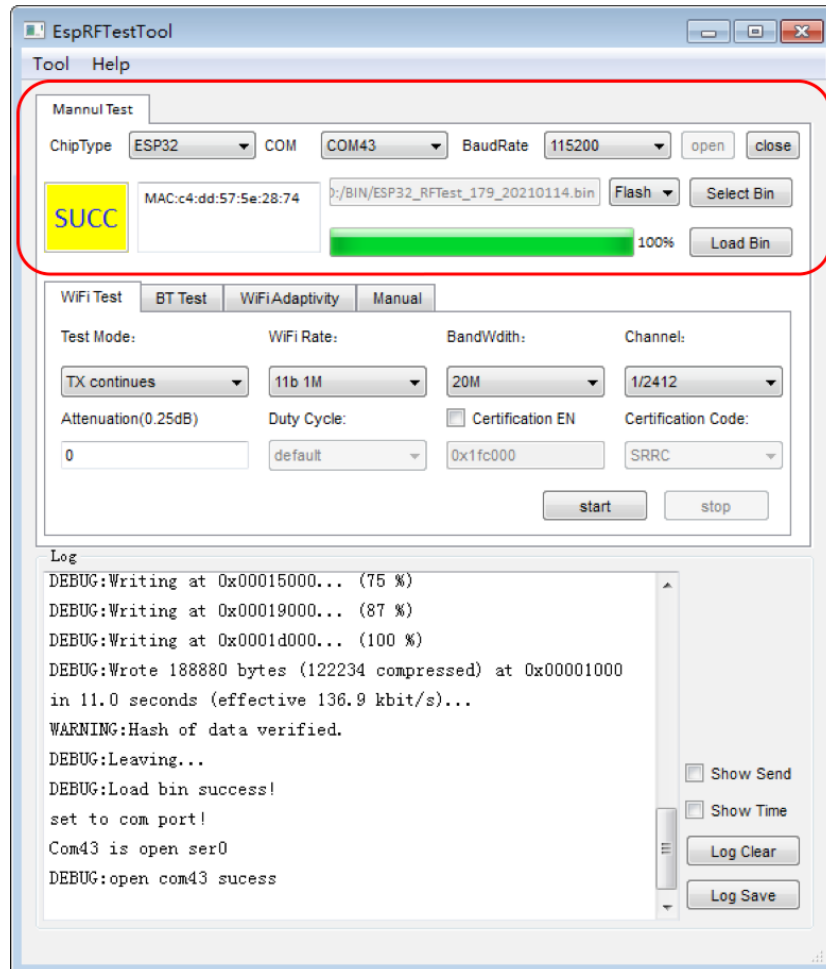 EspRFTestTool
Tool Help
Mannul Test
ChipType ESP32 COM COM43 BaudRate 115200 open close
SUCC MAC:c4:dd:57:5e:28:74 :/BIN/ESP32_RFTest_179_20210114.bin Flash Select Bin
100% Load Bin
WiFi Test BT Test WiFi Adaptivity Manual
Test Mode: WiFi Rate: BandWdith: Channel:
TX continues 11b 1M 20M 1/2412
Attenuation(0.25dB) Duty Cycle: Certification EN Certification Code:
0 default 0x1fc000 SRRC
start stop
Log
DEBUG:Writing at 0x00015000... (75 %)
DEBUG:Writing at 0x00019000... (87 %)
DEBUG:Writing at 0x0001d000... (100 %)
DEBUG:Wrote 188880 bytes (122234 compressed) at 0x00001000
in 11.0 seconds (effective 136.9 kbit/s)...
WARNING:Hash of data verified.
DEBUG:Leaving...
DEBUG:Load bin success!
set to com port!
Com43 is open ser0
DEBUG:open com43 sucess
Show Send
Show Time
Log Clear
Log Save